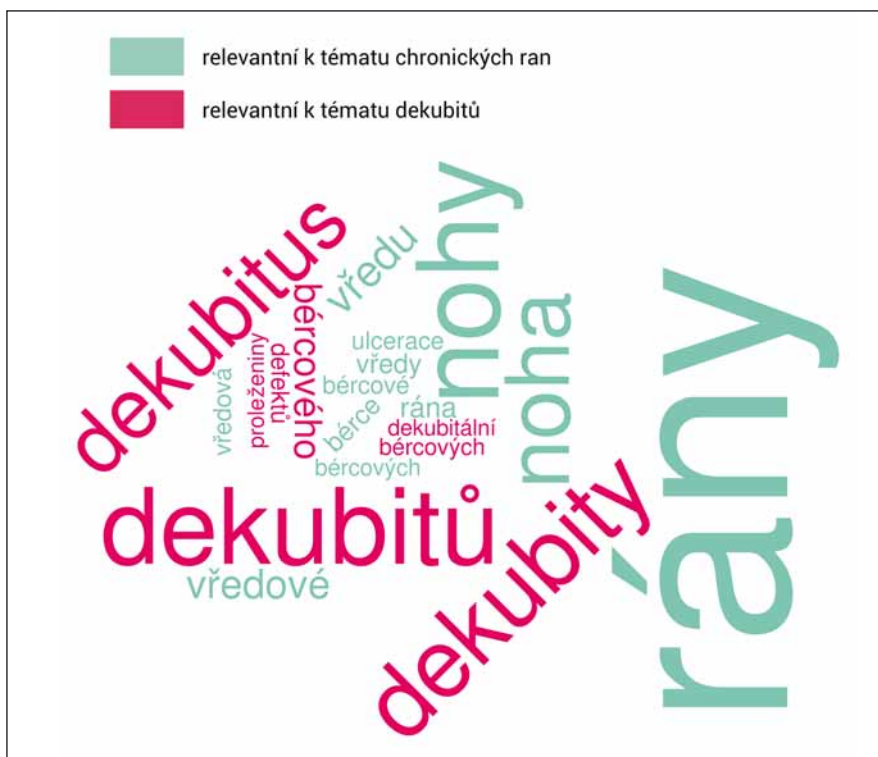 relevantní k tématu chronických ran
relevantní k tématu dekubitů
dekubitus
bércového
vředu
nohy
noha
rány
ulcerace
vředy
bércové
vředová
proleženiny
defektů
bérce
rána
dekubitální
bércových
bércových
dekubitů
vředové
dekubity